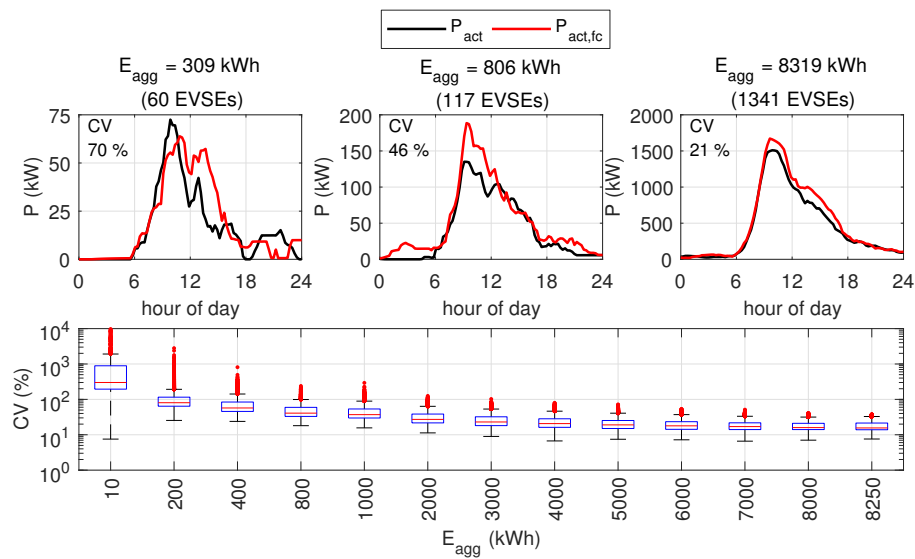 P_act P_act,fc
E_agg = 309 kWh
(60 EVSEs)
E_agg = 806 kWh
(117 EVSEs)
E_agg = 8319 kWh
(1341 EVSEs)
P (kW)
75
50
25
0
CV
70 %
0 6 12 18 24
hour of day
P (kW)
200
150
100
50
0
CV
46 %
0 6 12 18 24
hour of day
P (kW)
2000
1500
1000
500
0
CV
21 %
0 6 12 18 24
hour of day
CV (%)
10^4
10^3
10^2
10^1
10^0
10 200 400 800 1000 2000 3000 4000 5000 6000 7000 8000 8250
E_agg (kWh)